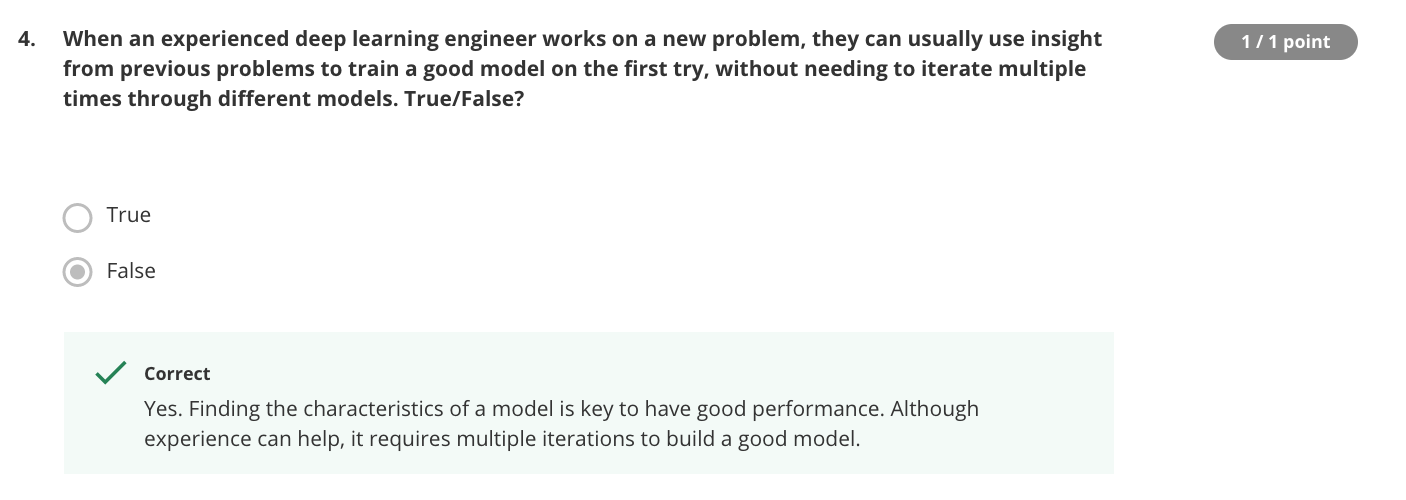 4. When an experienced deep learning engineer works on a new problem, they can usually use insight
from previous problems to train a good model on the first try, without needing to iterate multiple
times through different models. True/False?
1 / 1 point
True
False
Correct
Yes. Finding the characteristics of a model is key to have good performance. Although
experience can help, it requires multiple iterations to build a good model.